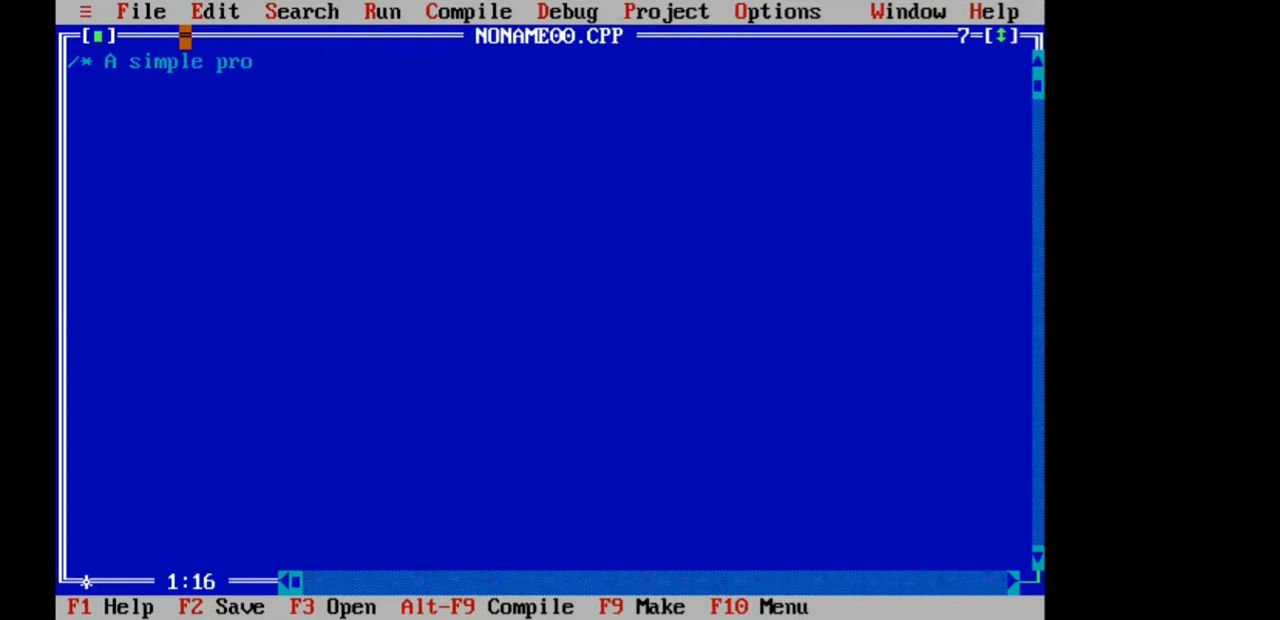 ≡ File Edit Search Run Compile Debug Project Options Window Help
[■] NONAME00.CPP 7=[↕]
/* A simple pro
1:16
F1 Help F2 Save F3 Open Alt-F9 Compile F9 Make F10 Menu